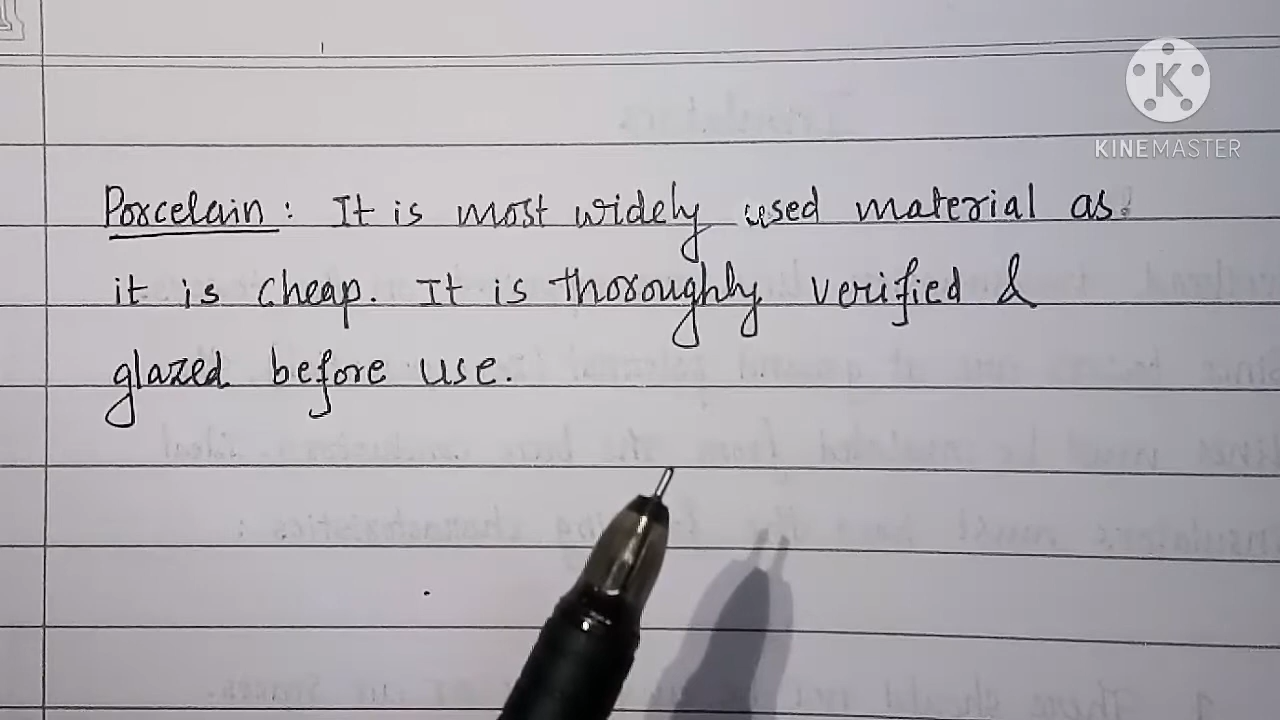 KINEMASTER
Porcelain: It is most widely used material as
it is cheap. It is thoroughly verified &
glazed before use.